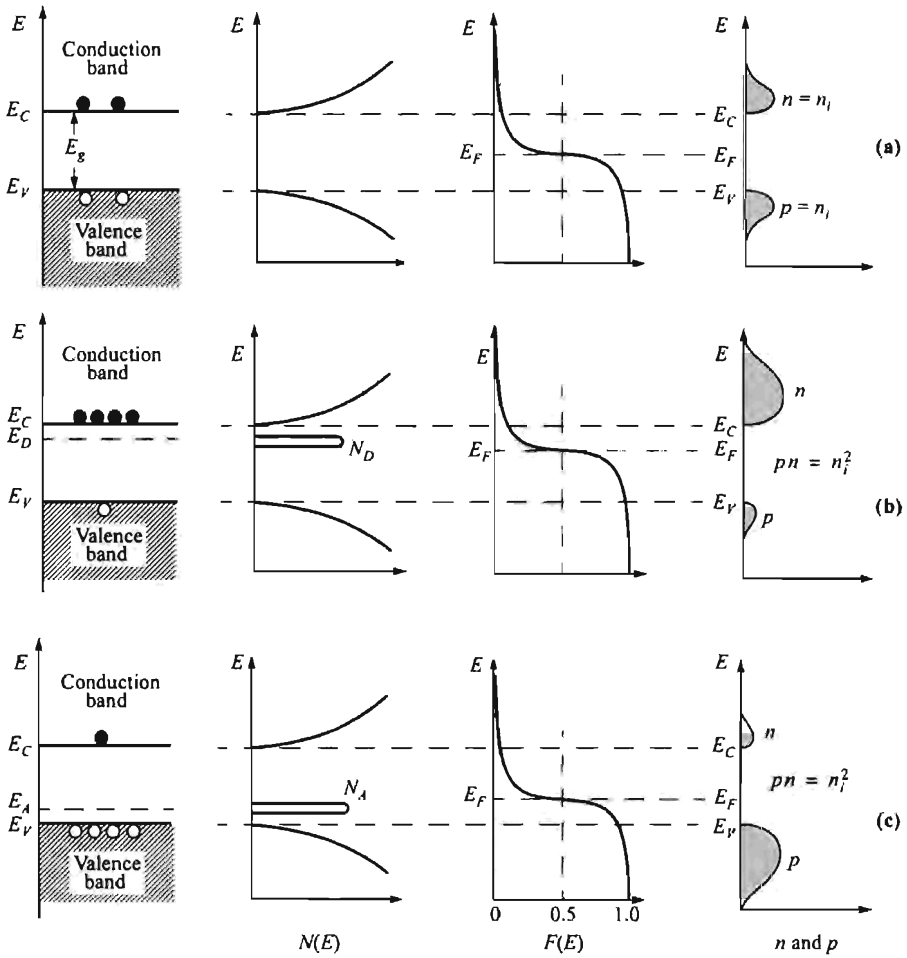 E E E E
Conduction band
E_C E_g E_V
Valence band
E_F
E_C n = n_i
E_F (a)
E_V p = n_i
E E E E
Conduction band
E_C
E_D
E_V
Valence band
N_D
E_F
n
E_C
E_F pn = n_i^2
E_V p (b)
E E E E
Conduction band
E_C
E_A
E_V
Valence band
N_A
E_F
n
E_C
pn = n_i^2
E_F
E_V (c)
p
0 0.5 1.0
N(E) F(E) n and p